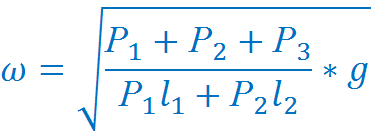 ω = √((P₁ + P₂ + P₃)/(P₁l₁ + P₂l₂) * g)